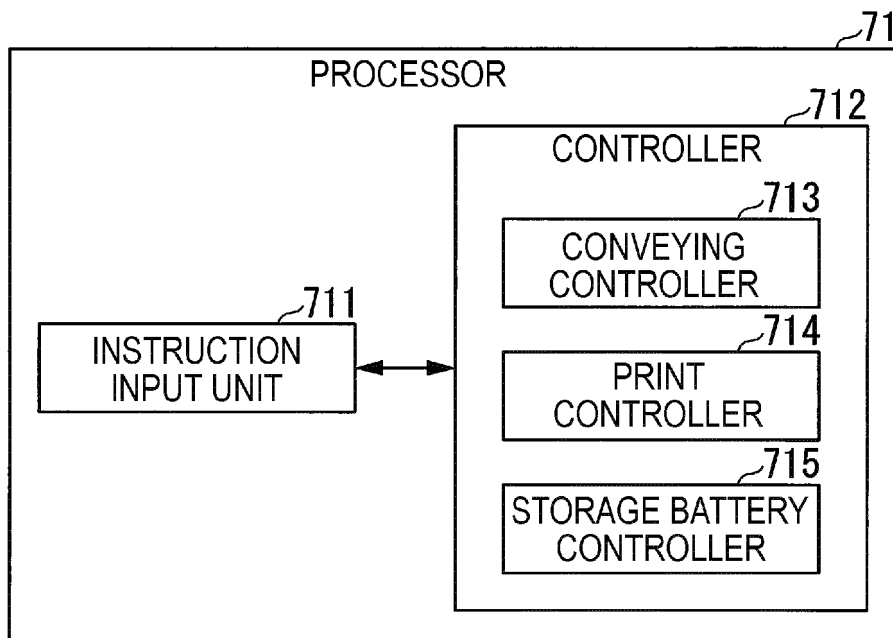 71
PROCESSOR
712
CONTROLLER
713
CONVEYING
CONTROLLER
711
INSTRUCTION
INPUT UNIT
714
PRINT
CONTROLLER
715
STORAGE BATTERY
CONTROLLER